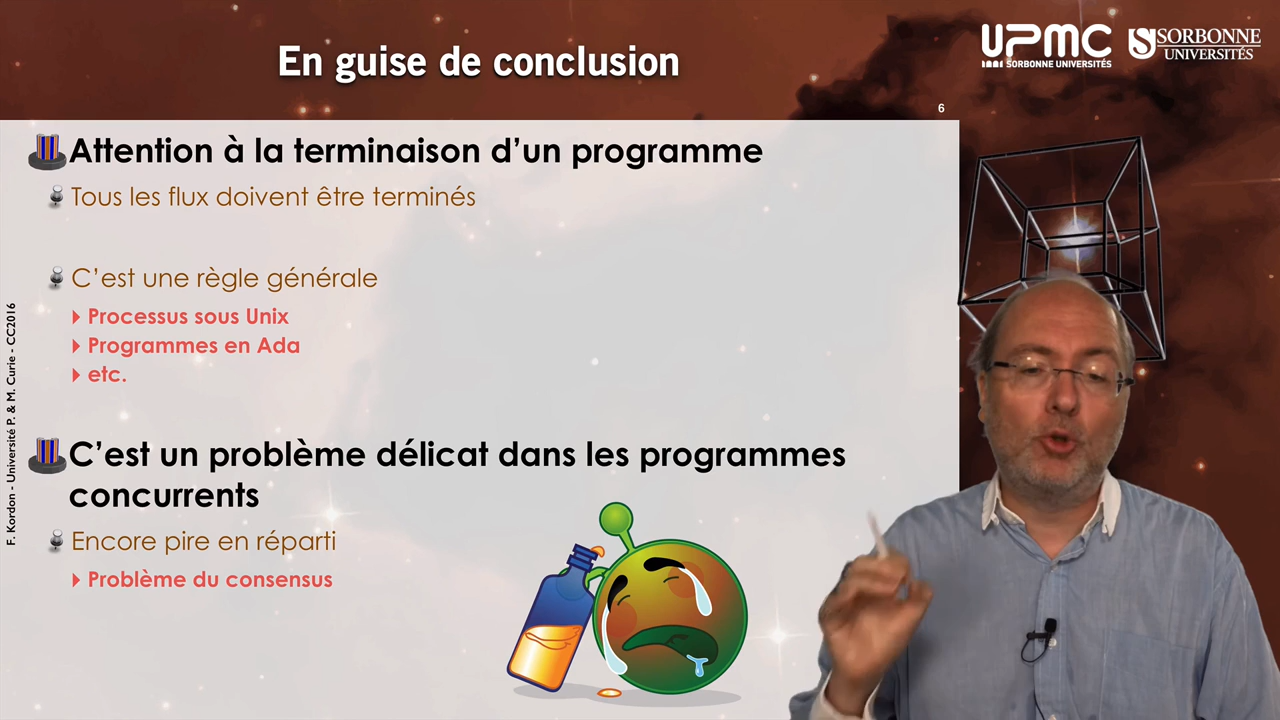 En guise de conclusion
UPMC
SORBONNE UNIVERSITÉS
SORBONNE
UNIVERSITÉS
6
Attention à la terminaison d'un programme
Tous les flux doivent être terminés
C'est une règle générale
Processus sous Unix
Programmes en Ada
etc.
C'est un problème délicat dans les programmes
concurrents
Encore pire en réparti
Problème du consensus
F. Kordon - Université P. & M. Curie - CC2016